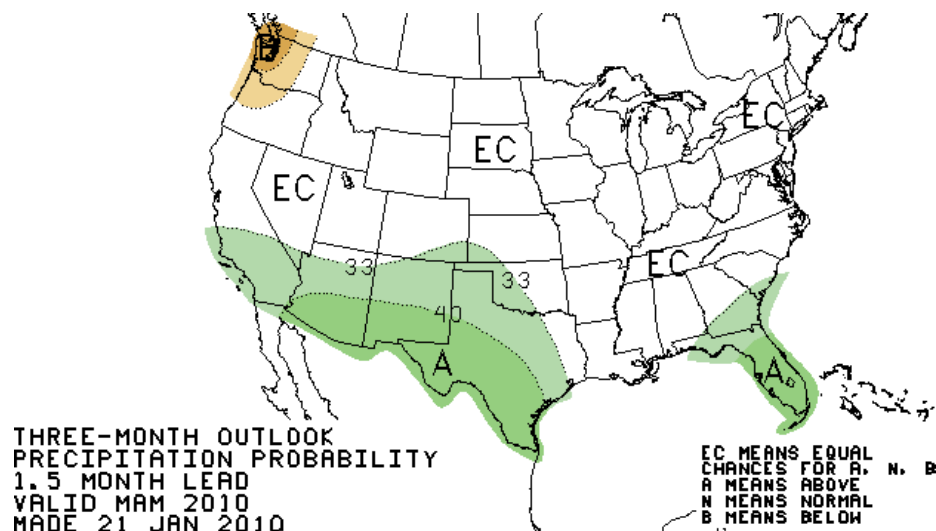 B
EC
EC
EC
EC
33
33
40
A
A
THREE-MONTH OUTLOOK
PRECIPITATION PROBABILITY
1.5 MONTH LEAD
VALID MAM 2010
MADE 21 JAN 2010
EC MEANS EQUAL
CHANCES FOR A, N, B
A MEANS ABOVE
N MEANS NORMAL
B MEANS BELOW